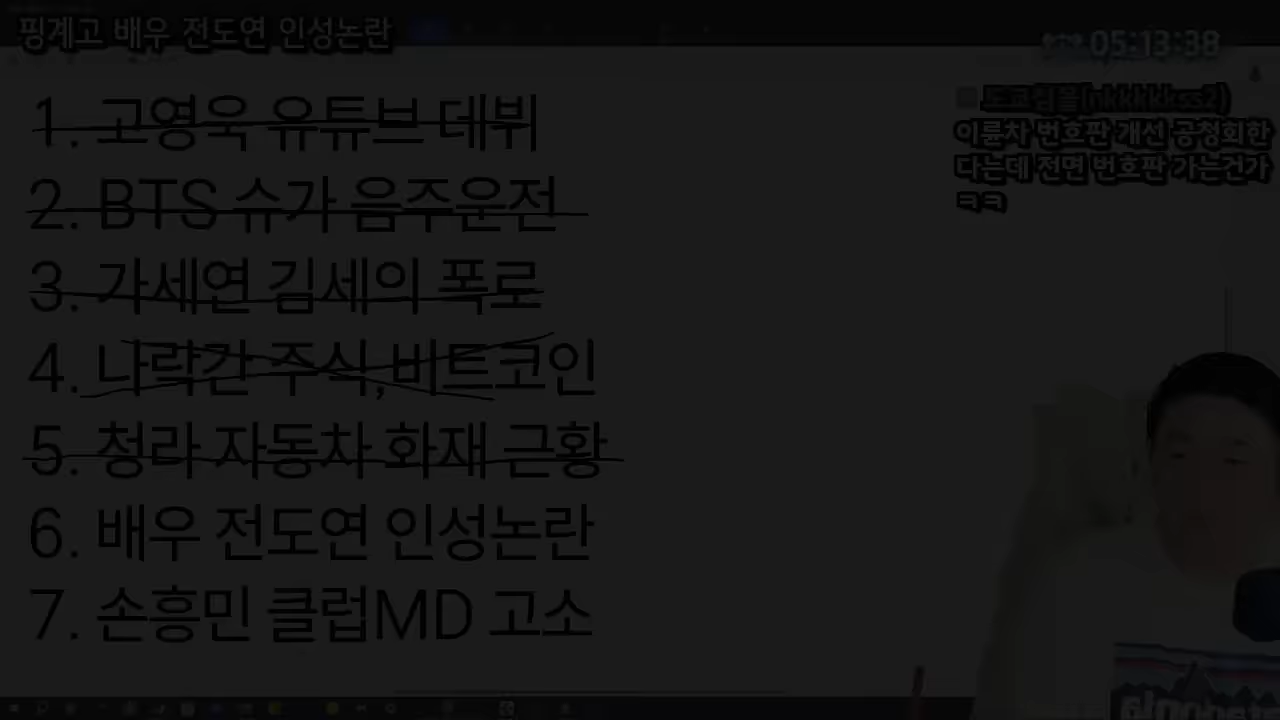 핑계고 배우 전도연 인성논란
05:13:38
1. 고영욱 유튜브 데뷔
2. BTS 슈가 음주운전
3. 가세연 김세의 폭로
4. 나락간 주식,비트코인
5. 청라 자동차 화재 근황
6. 배우 전도연 인성논란
7. 손흥민 클럽MD 고소
이륜차 번호판 개선 공청회한
다는데 전면 번호판 가는건가
ㅋㅋ